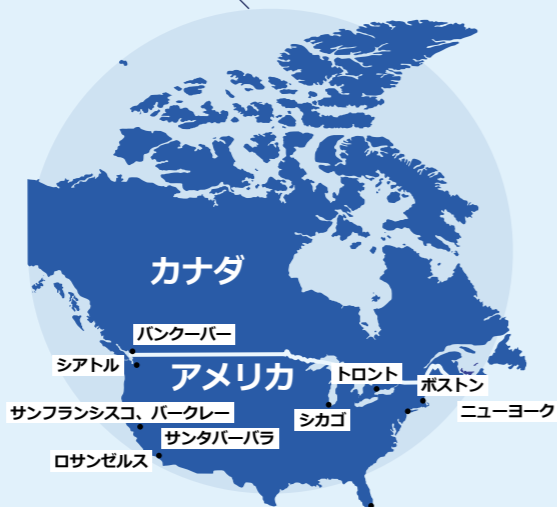 カナダ
バンクーバー
シアトル
アメリカ
トロント
ボストン
サンフランシスコ、バークレー
シカゴ
ニューヨーク
サンタバーバラ
ロサンゼルス